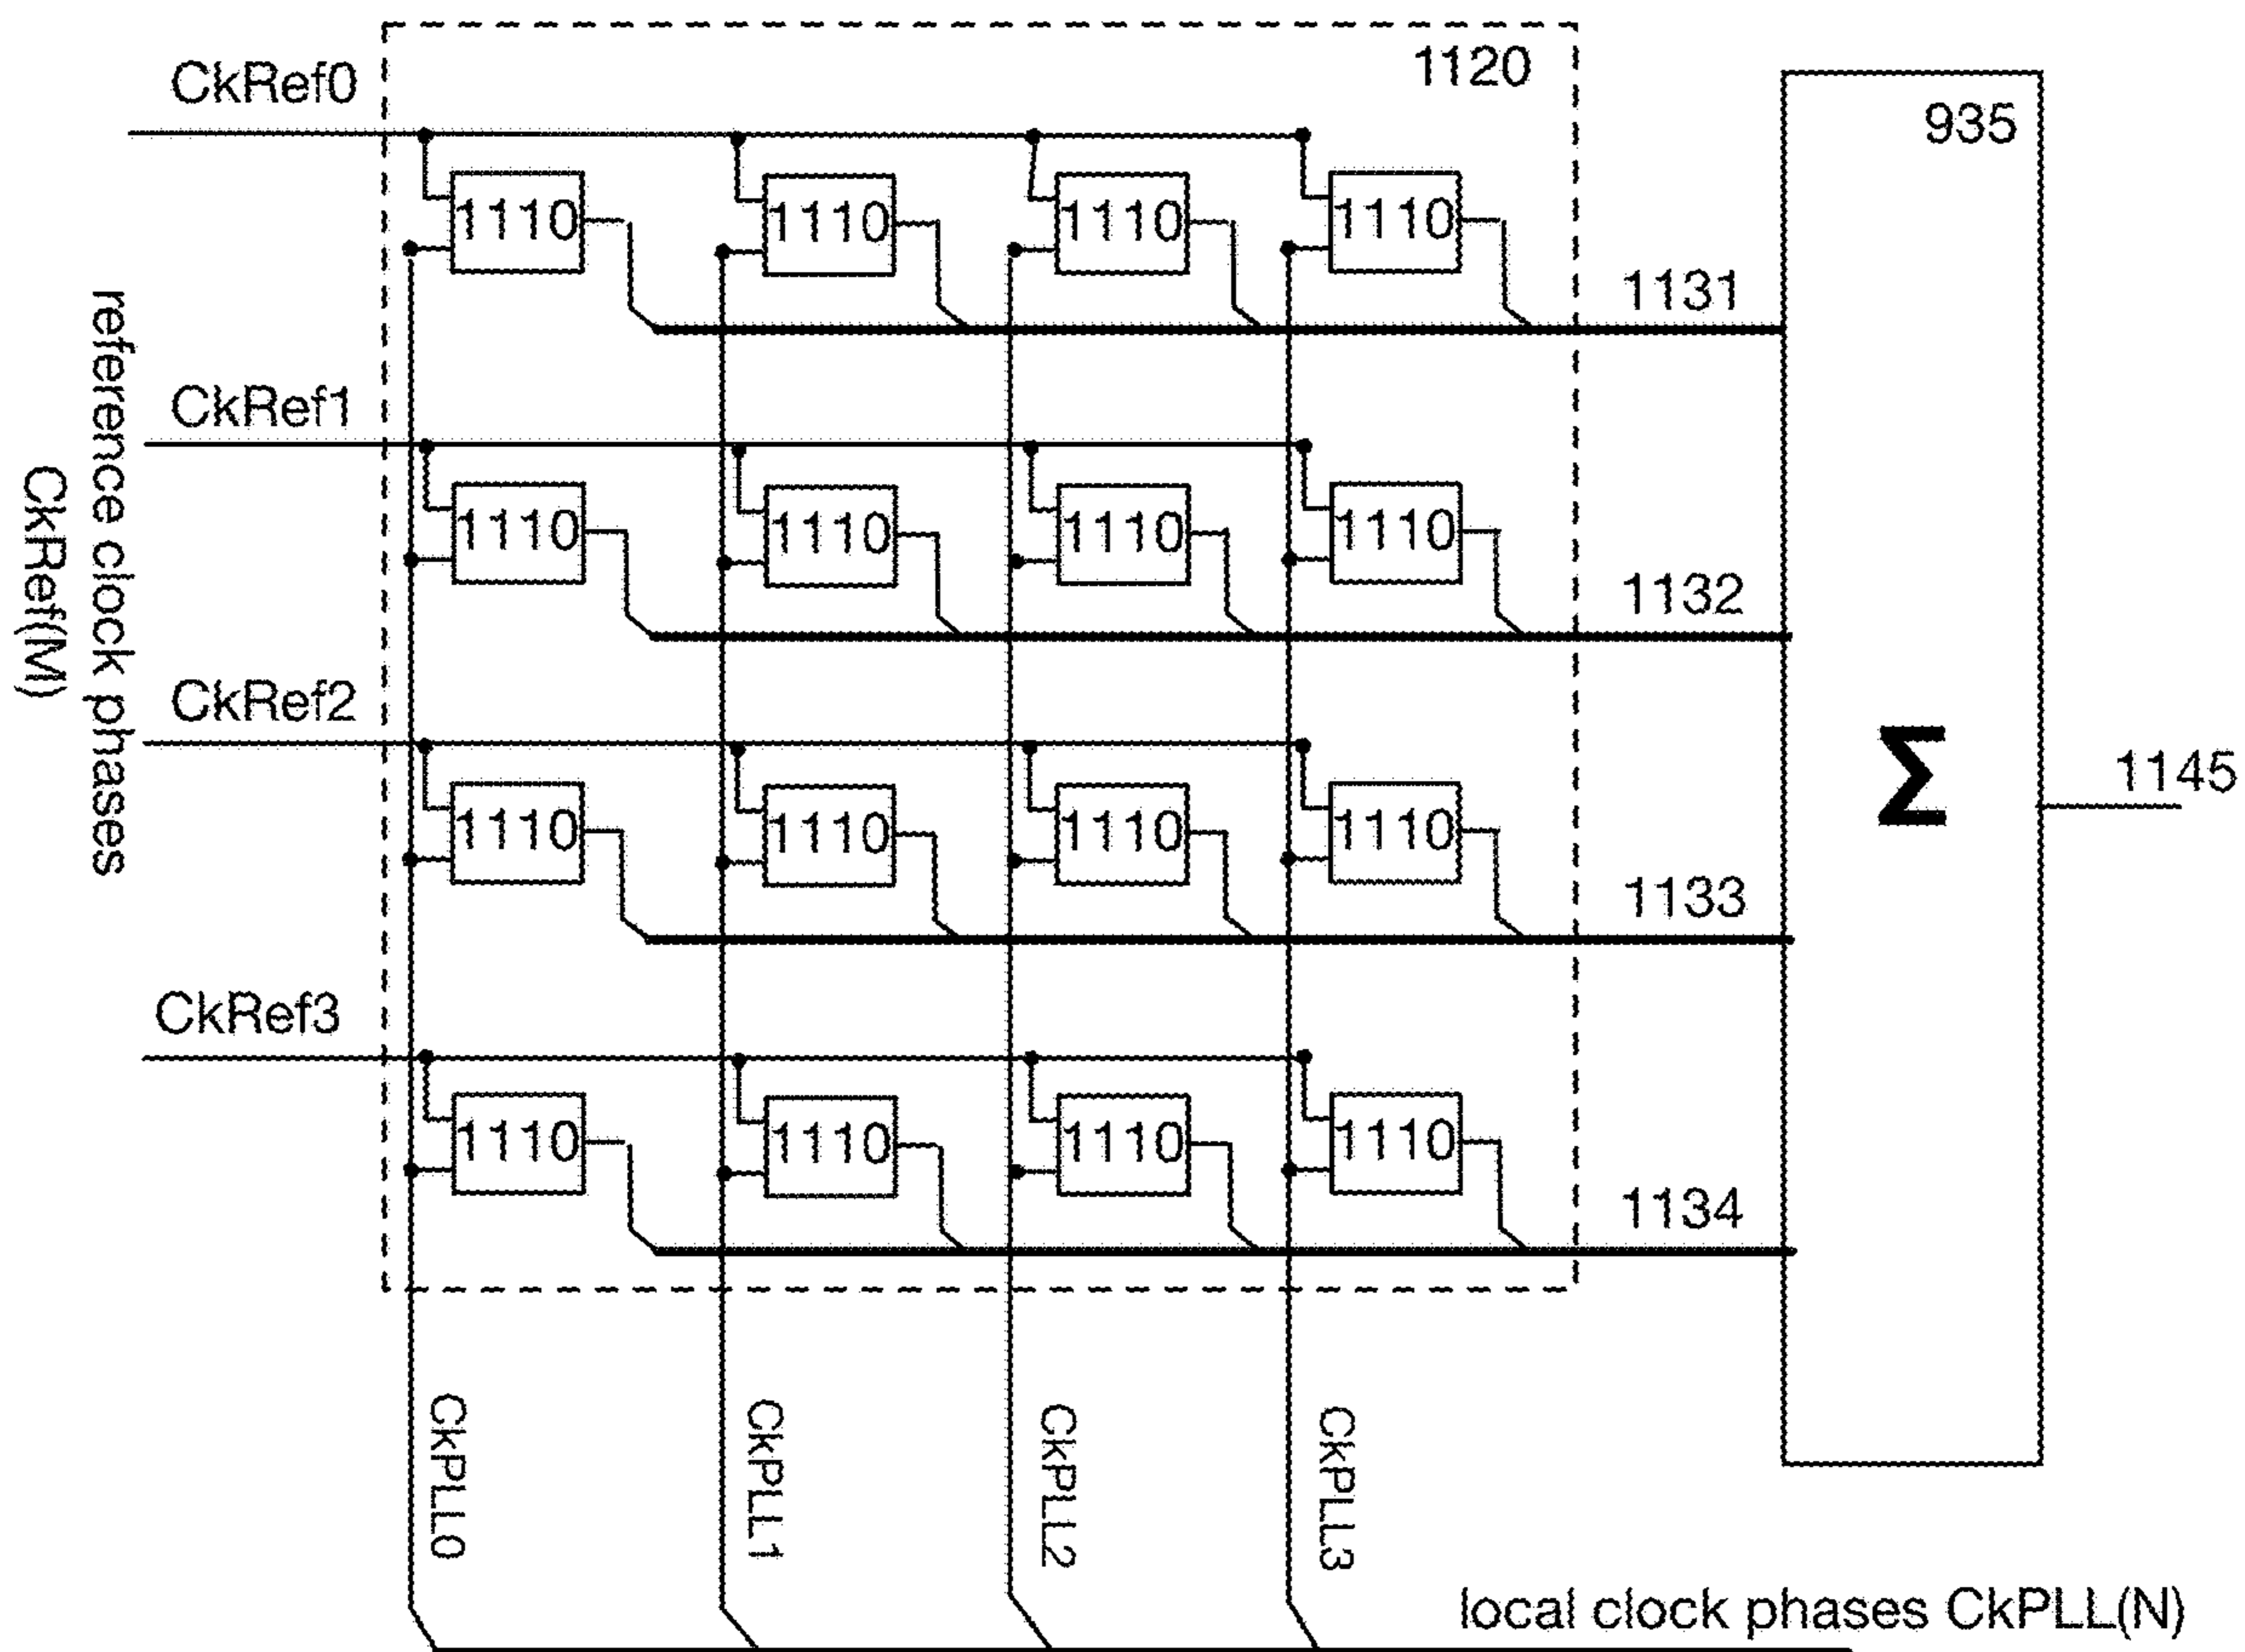 1120
935
CkRef0
1110 1110 1110 1110
1131
CkRef1
1110 1110 1110 1110
1132
CkRef2
1110 1110 1110 1110
1133
CkRef3
1110 1110 1110 1110
1134
reference clock phases
CkRef(M)
Σ
1145
CkPLL0
CkPLL1
CkPLL2
CkPLL3
local clock phases CkPLL(N)